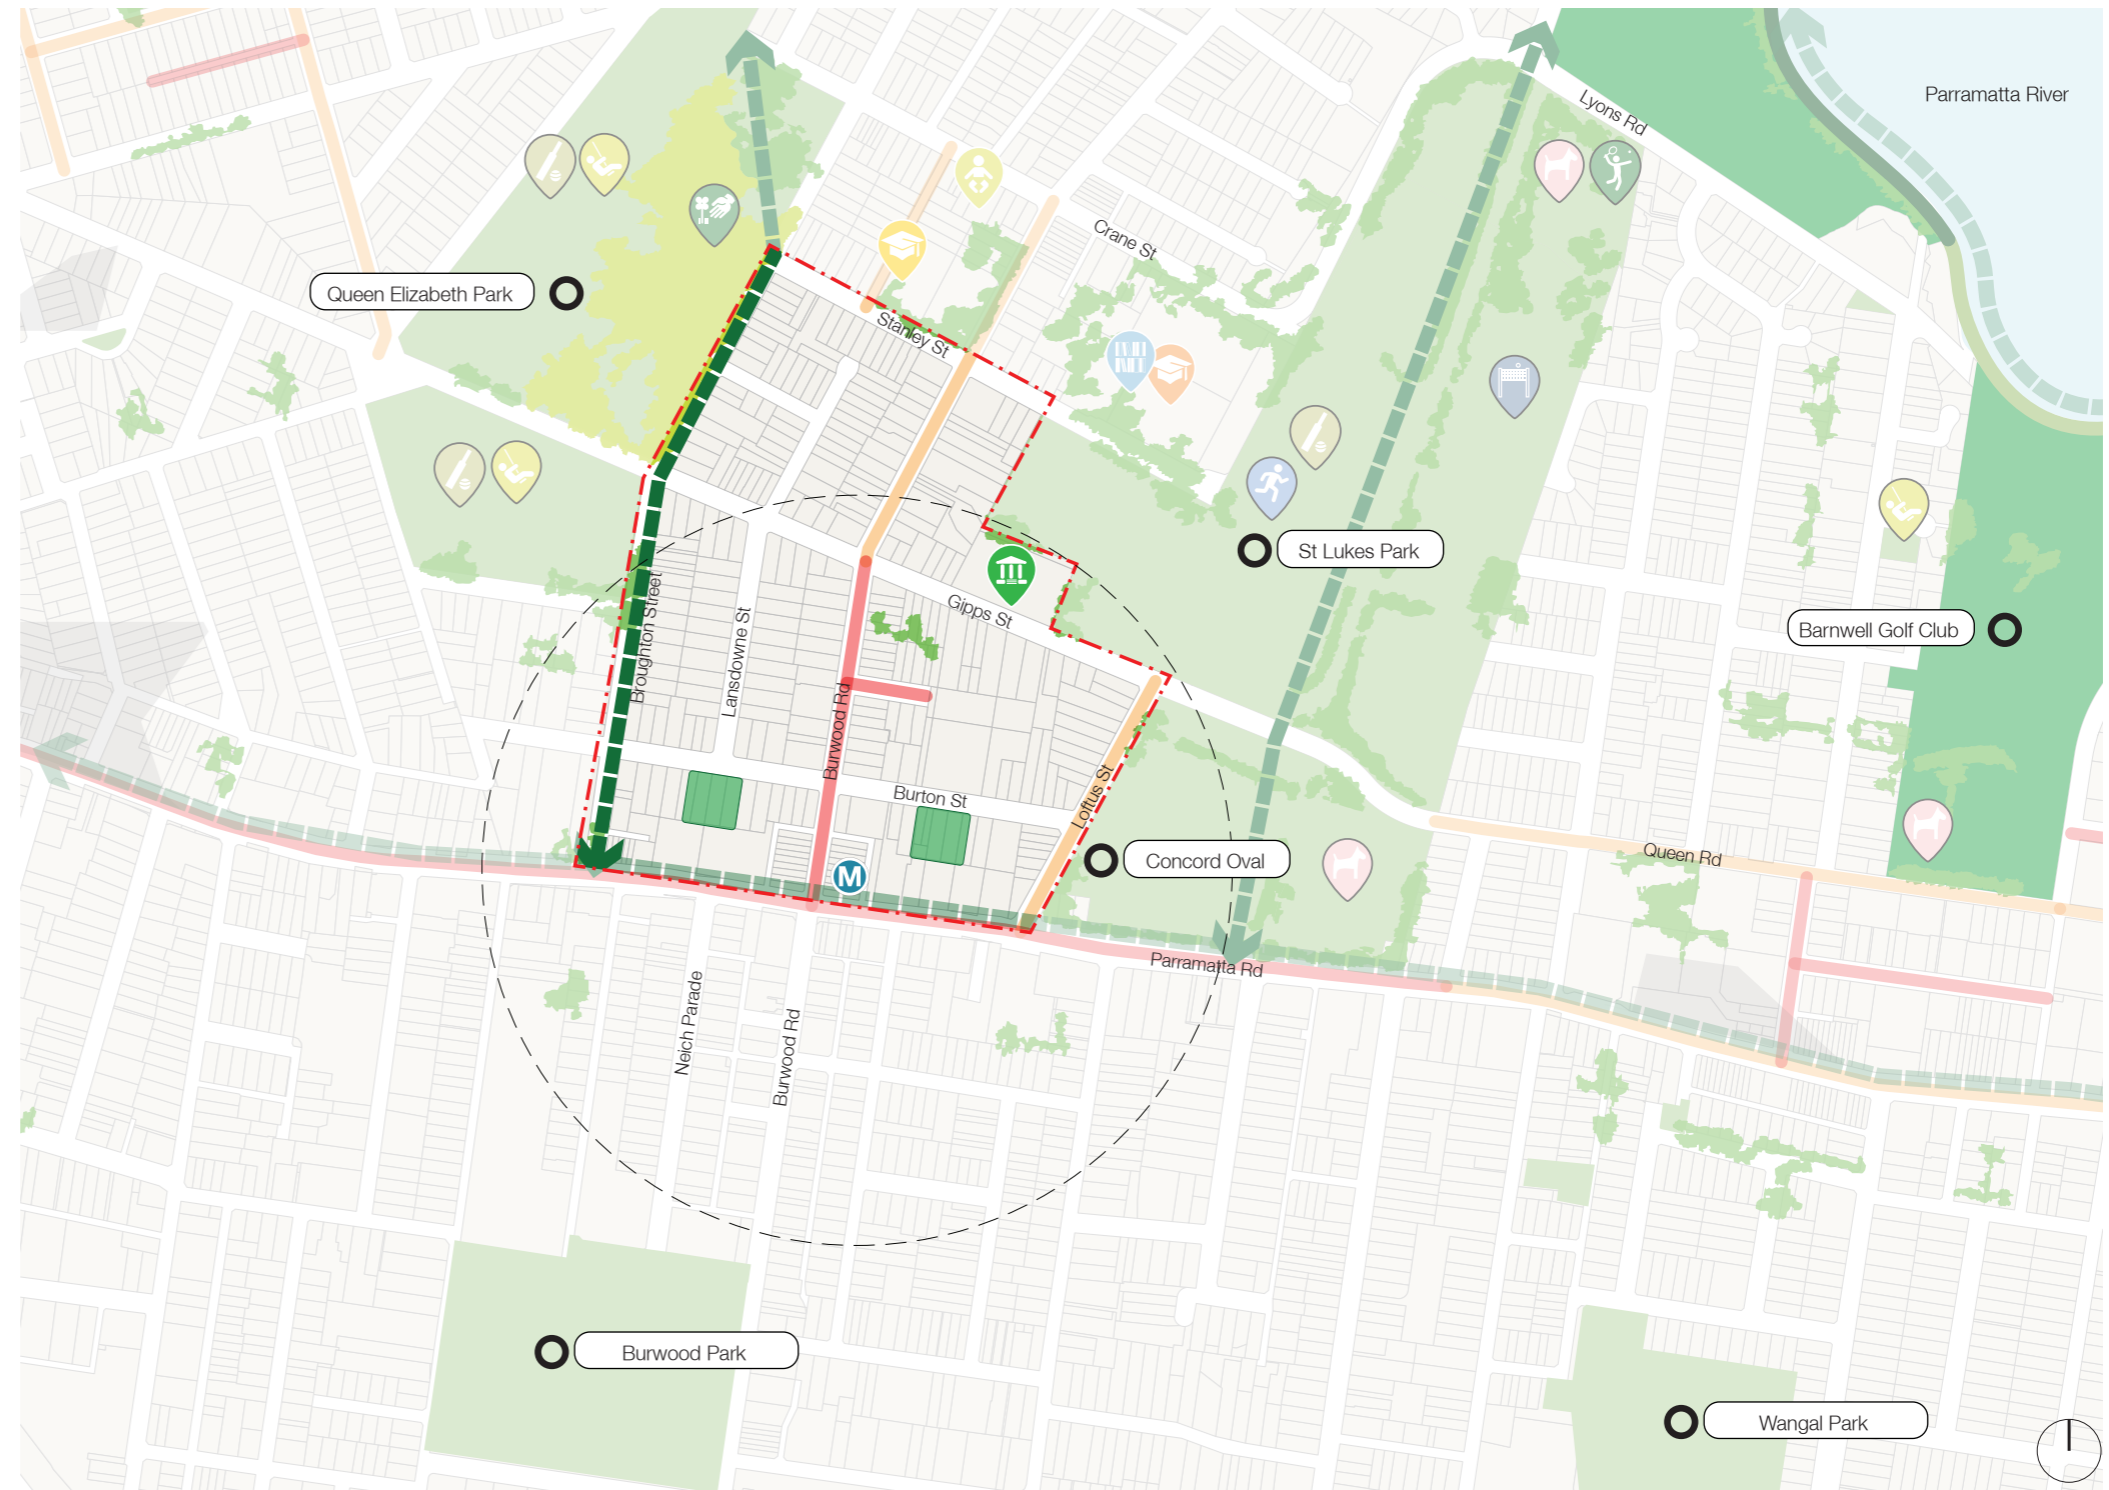 Parramatta River
Lyons Rd
Crane St
Queen Elizabeth Park
Stanley St
St Lukes Park
Gipps St
Broughton Street
Lansdowne St
Barnwell Golf Club
Burwood Rd
Burton St
Loftus St
Concord Oval
Queen Rd
M
Parramatta Rd
Neich Parade
Burwood Rd
Burwood Park
Wangal Park